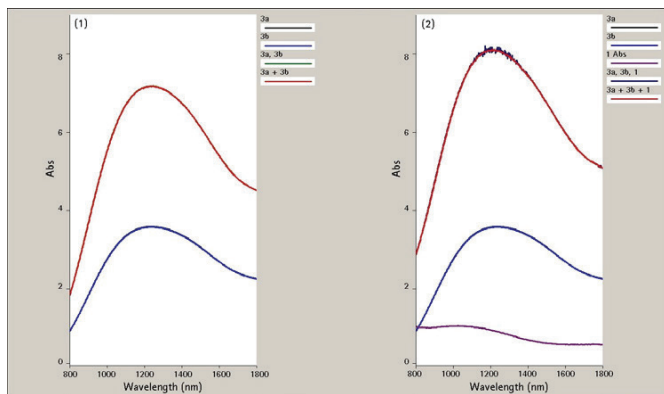 (1)
3a
3b
3a, 3b
3a + 3b
8
6
4
2
0
Abs
800 1000 1200 1400 1600 1800
Wavelength (nm)
(2)
3a
3b
1 Abs
3a, 3b, 1
3a + 3b + 1
8
6
4
2
0
Abs
800 1000 1200 1400 1600 1800
Wavelength (nm)